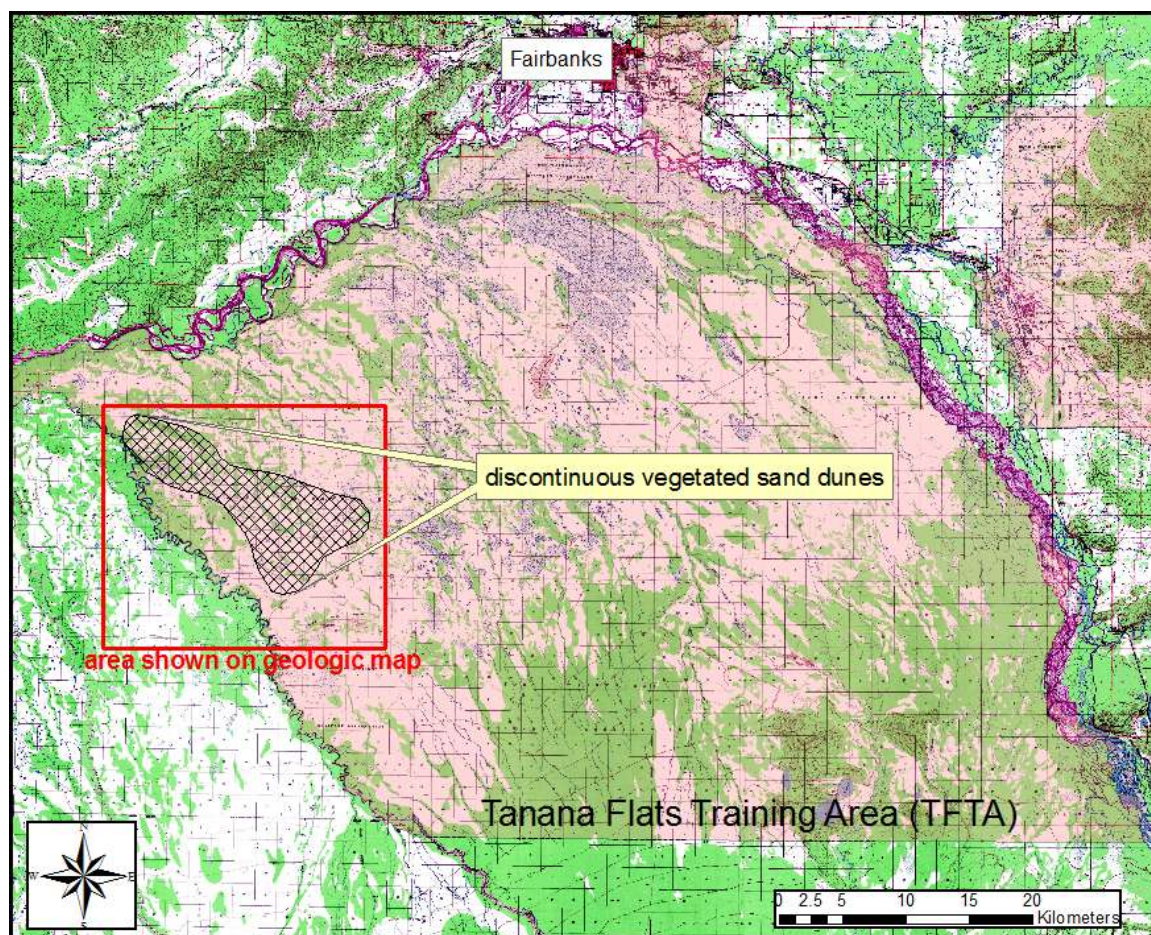 Fairbanks
discontinuous vegetated sand dunes
area shown on geologic map
Tanana Flats Training Area (TFTA)
N
W E
S
0 2.5 5 10 15 20
Kilometers